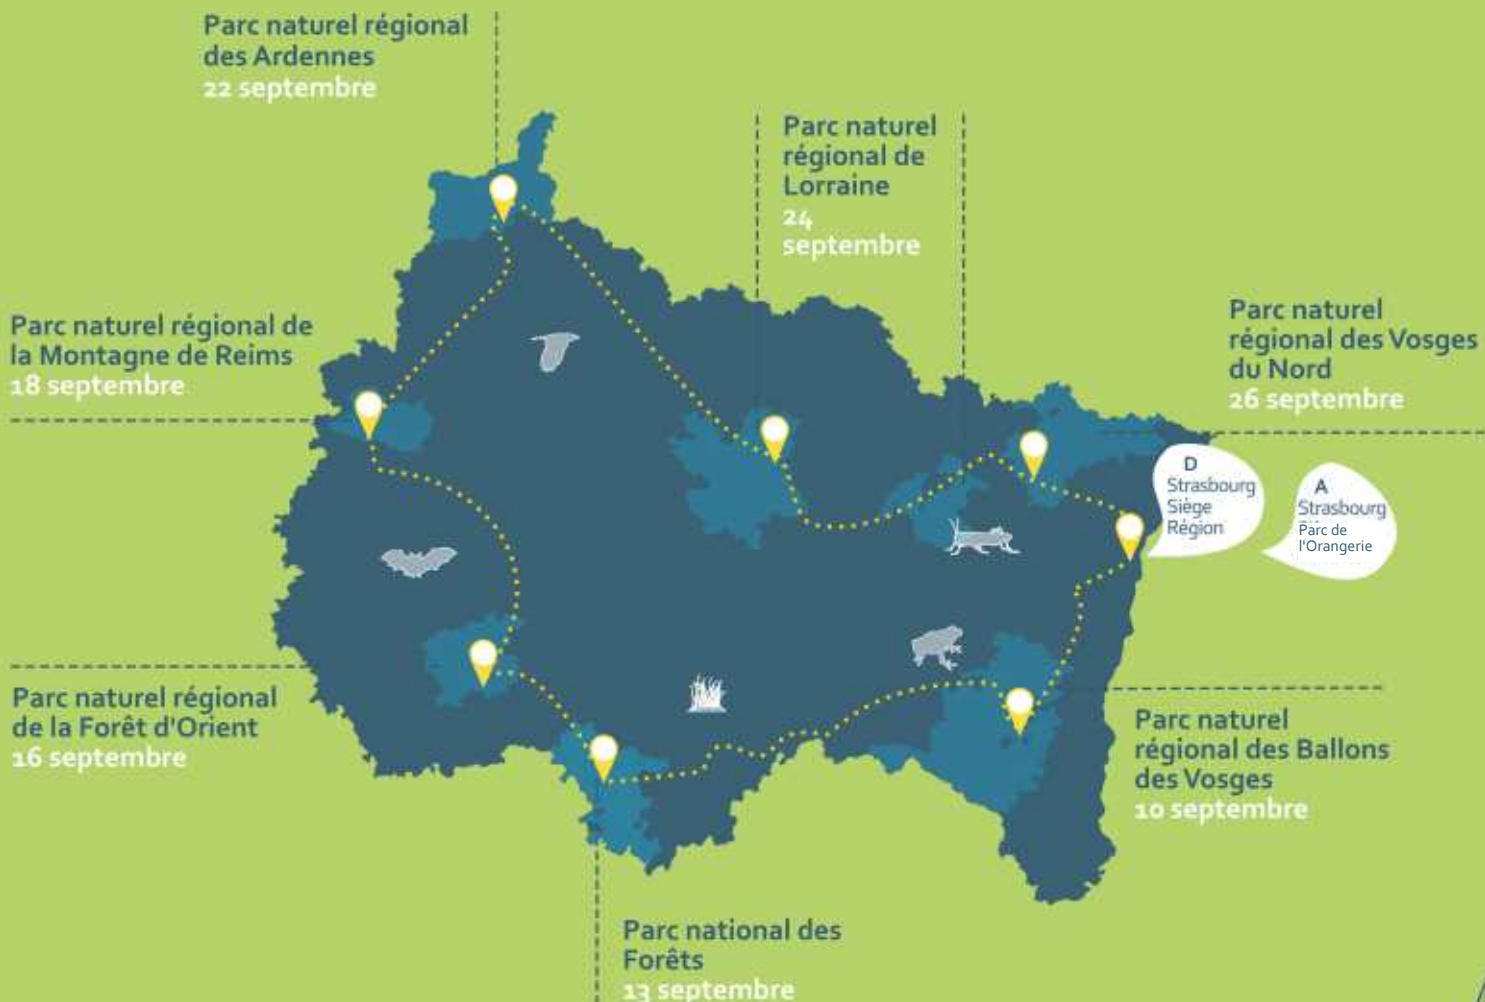 Parc naturel régional
des Ardennes
22 septembre
Parc naturel
régional de
Lorraine
24
septembre
Parc naturel régional de
la Montagne de Reims
18 septembre
Parc naturel
régional des Vosges
du Nord
26 septembre
D
Strasbourg
Siège
Région
A
Strasbourg
Parc de
l'Orangerie
Parc naturel régional
de la Forêt d'Orient
16 septembre
Parc naturel
régional des Ballons
des Vosges
10 septembre
Parc national des
Forêts
13 septembre